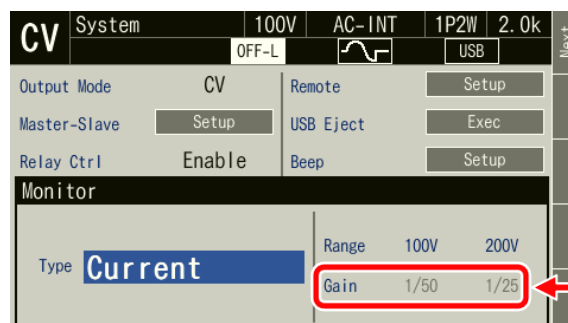 CV System 100V AC-INT 1P2W 2.0k
OFF-L USB
Next
Output Mode CV Remote Setup
Master-Slave Setup USB Eject Exec
Relay Ctrl Enable Beep Setup
Monitor
Range 100V 200V
Type Current
Gain 1/50 1/25